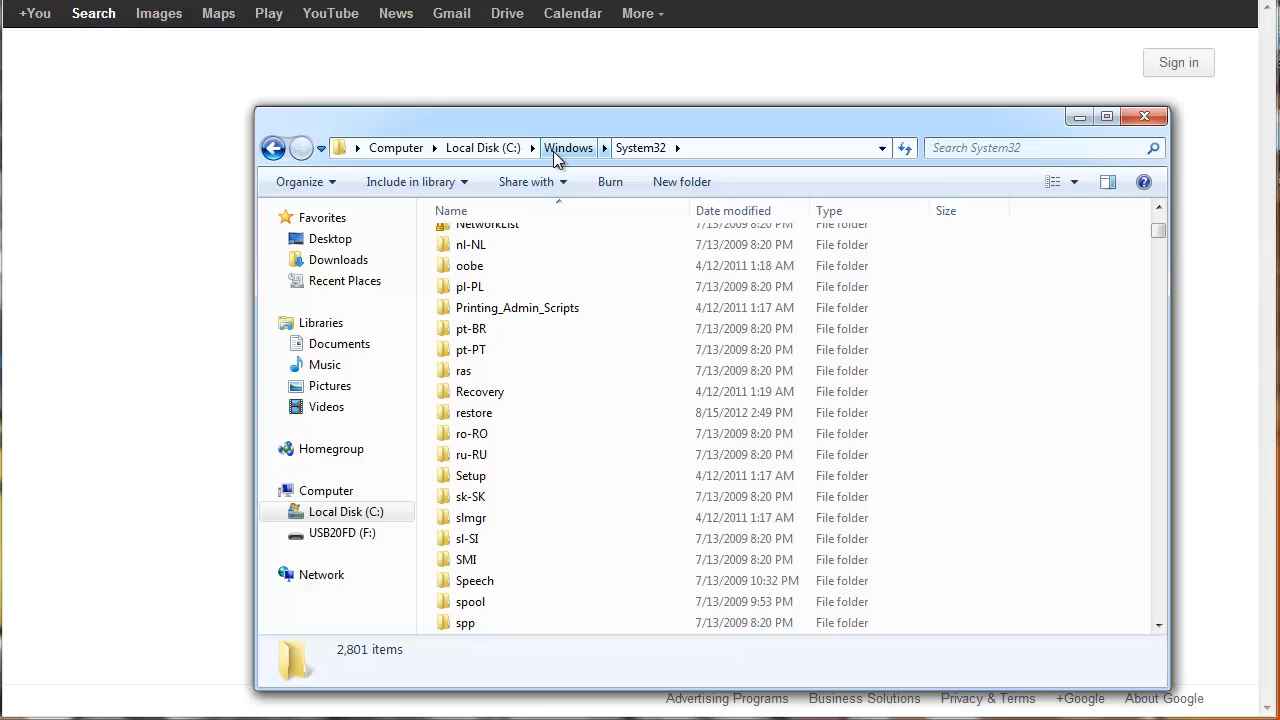 +You Search Images Maps Play YouTube News Gmail Drive Calendar More
Sign in
Computer Local Disk (C:) Windows System32 Search System32
Organize Include in library Share with Burn New folder
Name Date modified Type Size
Favorites
Desktop
Downloads
Recent Places
Libraries
Documents
Music
Pictures
Videos
Homegroup
Computer
Local Disk (C:)
USB20FD (F:)
Network
NetworkList 7/13/2009 8:20 PM File folder
nl-NL 7/13/2009 8:20 PM File folder
oobe 4/12/2011 1:18 AM File folder
pl-PL 7/13/2009 8:20 PM File folder
Printing_Admin_Scripts 4/12/2011 1:17 AM File folder
pt-BR 7/13/2009 8:20 PM File folder
pt-PT 7/13/2009 8:20 PM File folder
ras 7/13/2009 8:20 PM File folder
Recovery 4/12/2011 1:19 AM File folder
restore 8/15/2012 2:49 PM File folder
ro-RO 7/13/2009 8:20 PM File folder
ru-RU 7/13/2009 8:20 PM File folder
Setup 4/12/2011 1:17 AM File folder
sk-SK 7/13/2009 8:20 PM File folder
slmgr 4/12/2011 1:17 AM File folder
sl-SI 7/13/2009 8:20 PM File folder
SMI 7/13/2009 8:20 PM File folder
Speech 7/13/2009 10:32 PM File folder
spool 7/13/2009 9:53 PM File folder
spp 7/13/2009 8:20 PM File folder
2,801 items
Advertising Programs Business Solutions Privacy & Terms +Google About Google